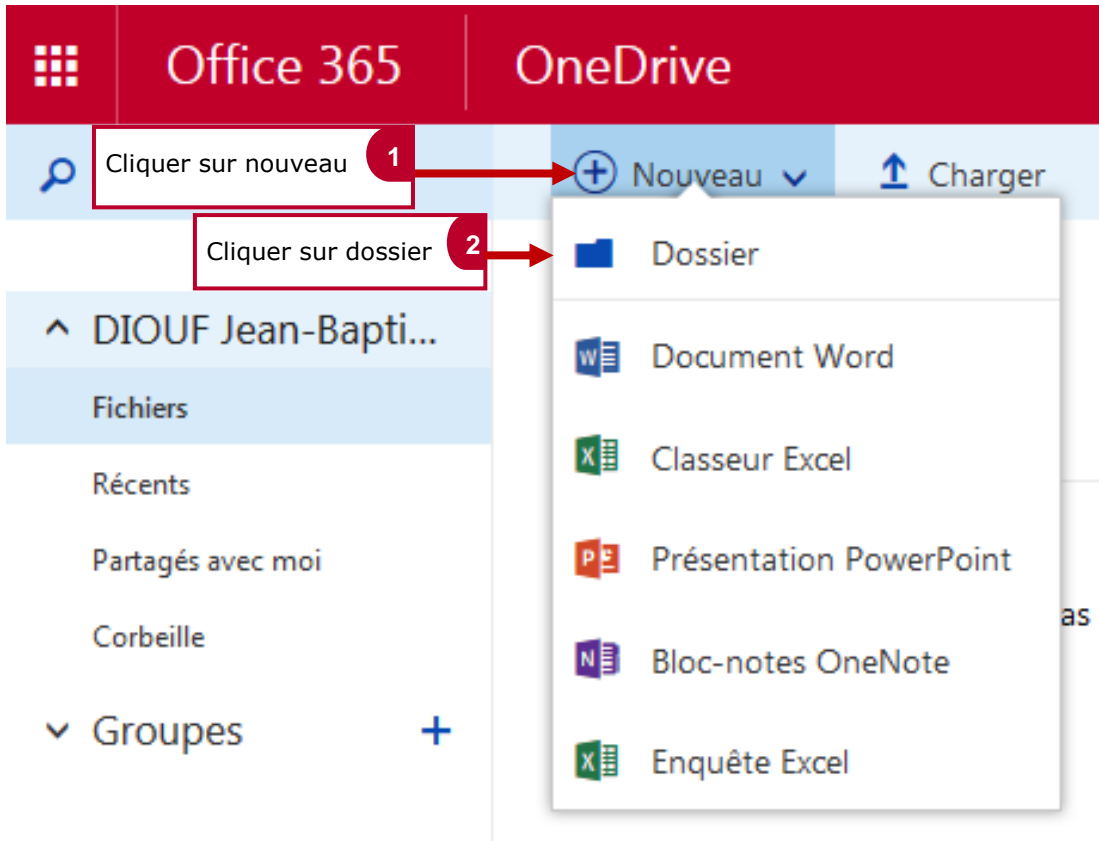 Office 365
OneDrive
Cliquer sur nouveau 1
Nouveau
Charger
Cliquer sur dossier 2
Dossier
DIOUF Jean-Bapti...
Fichiers
Récents
Partagés avec moi
Corbeille
Groupes +
Document Word
Classeur Excel
Présentation PowerPoint
Bloc-notes OneNote
Enquête Excel
as